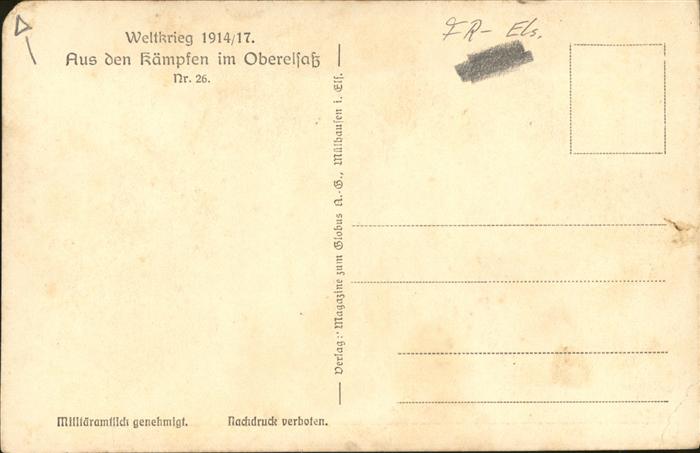 Weltkrieg 1914/17.
Aus den Kämpfen im Oberelsaß
Nr. 26.
FR- Els.
Verlag: Magazine zum Globus A.-G., Mülhausen i. Els.
Militäramtlich genehmigt. Nachdruck verboten.